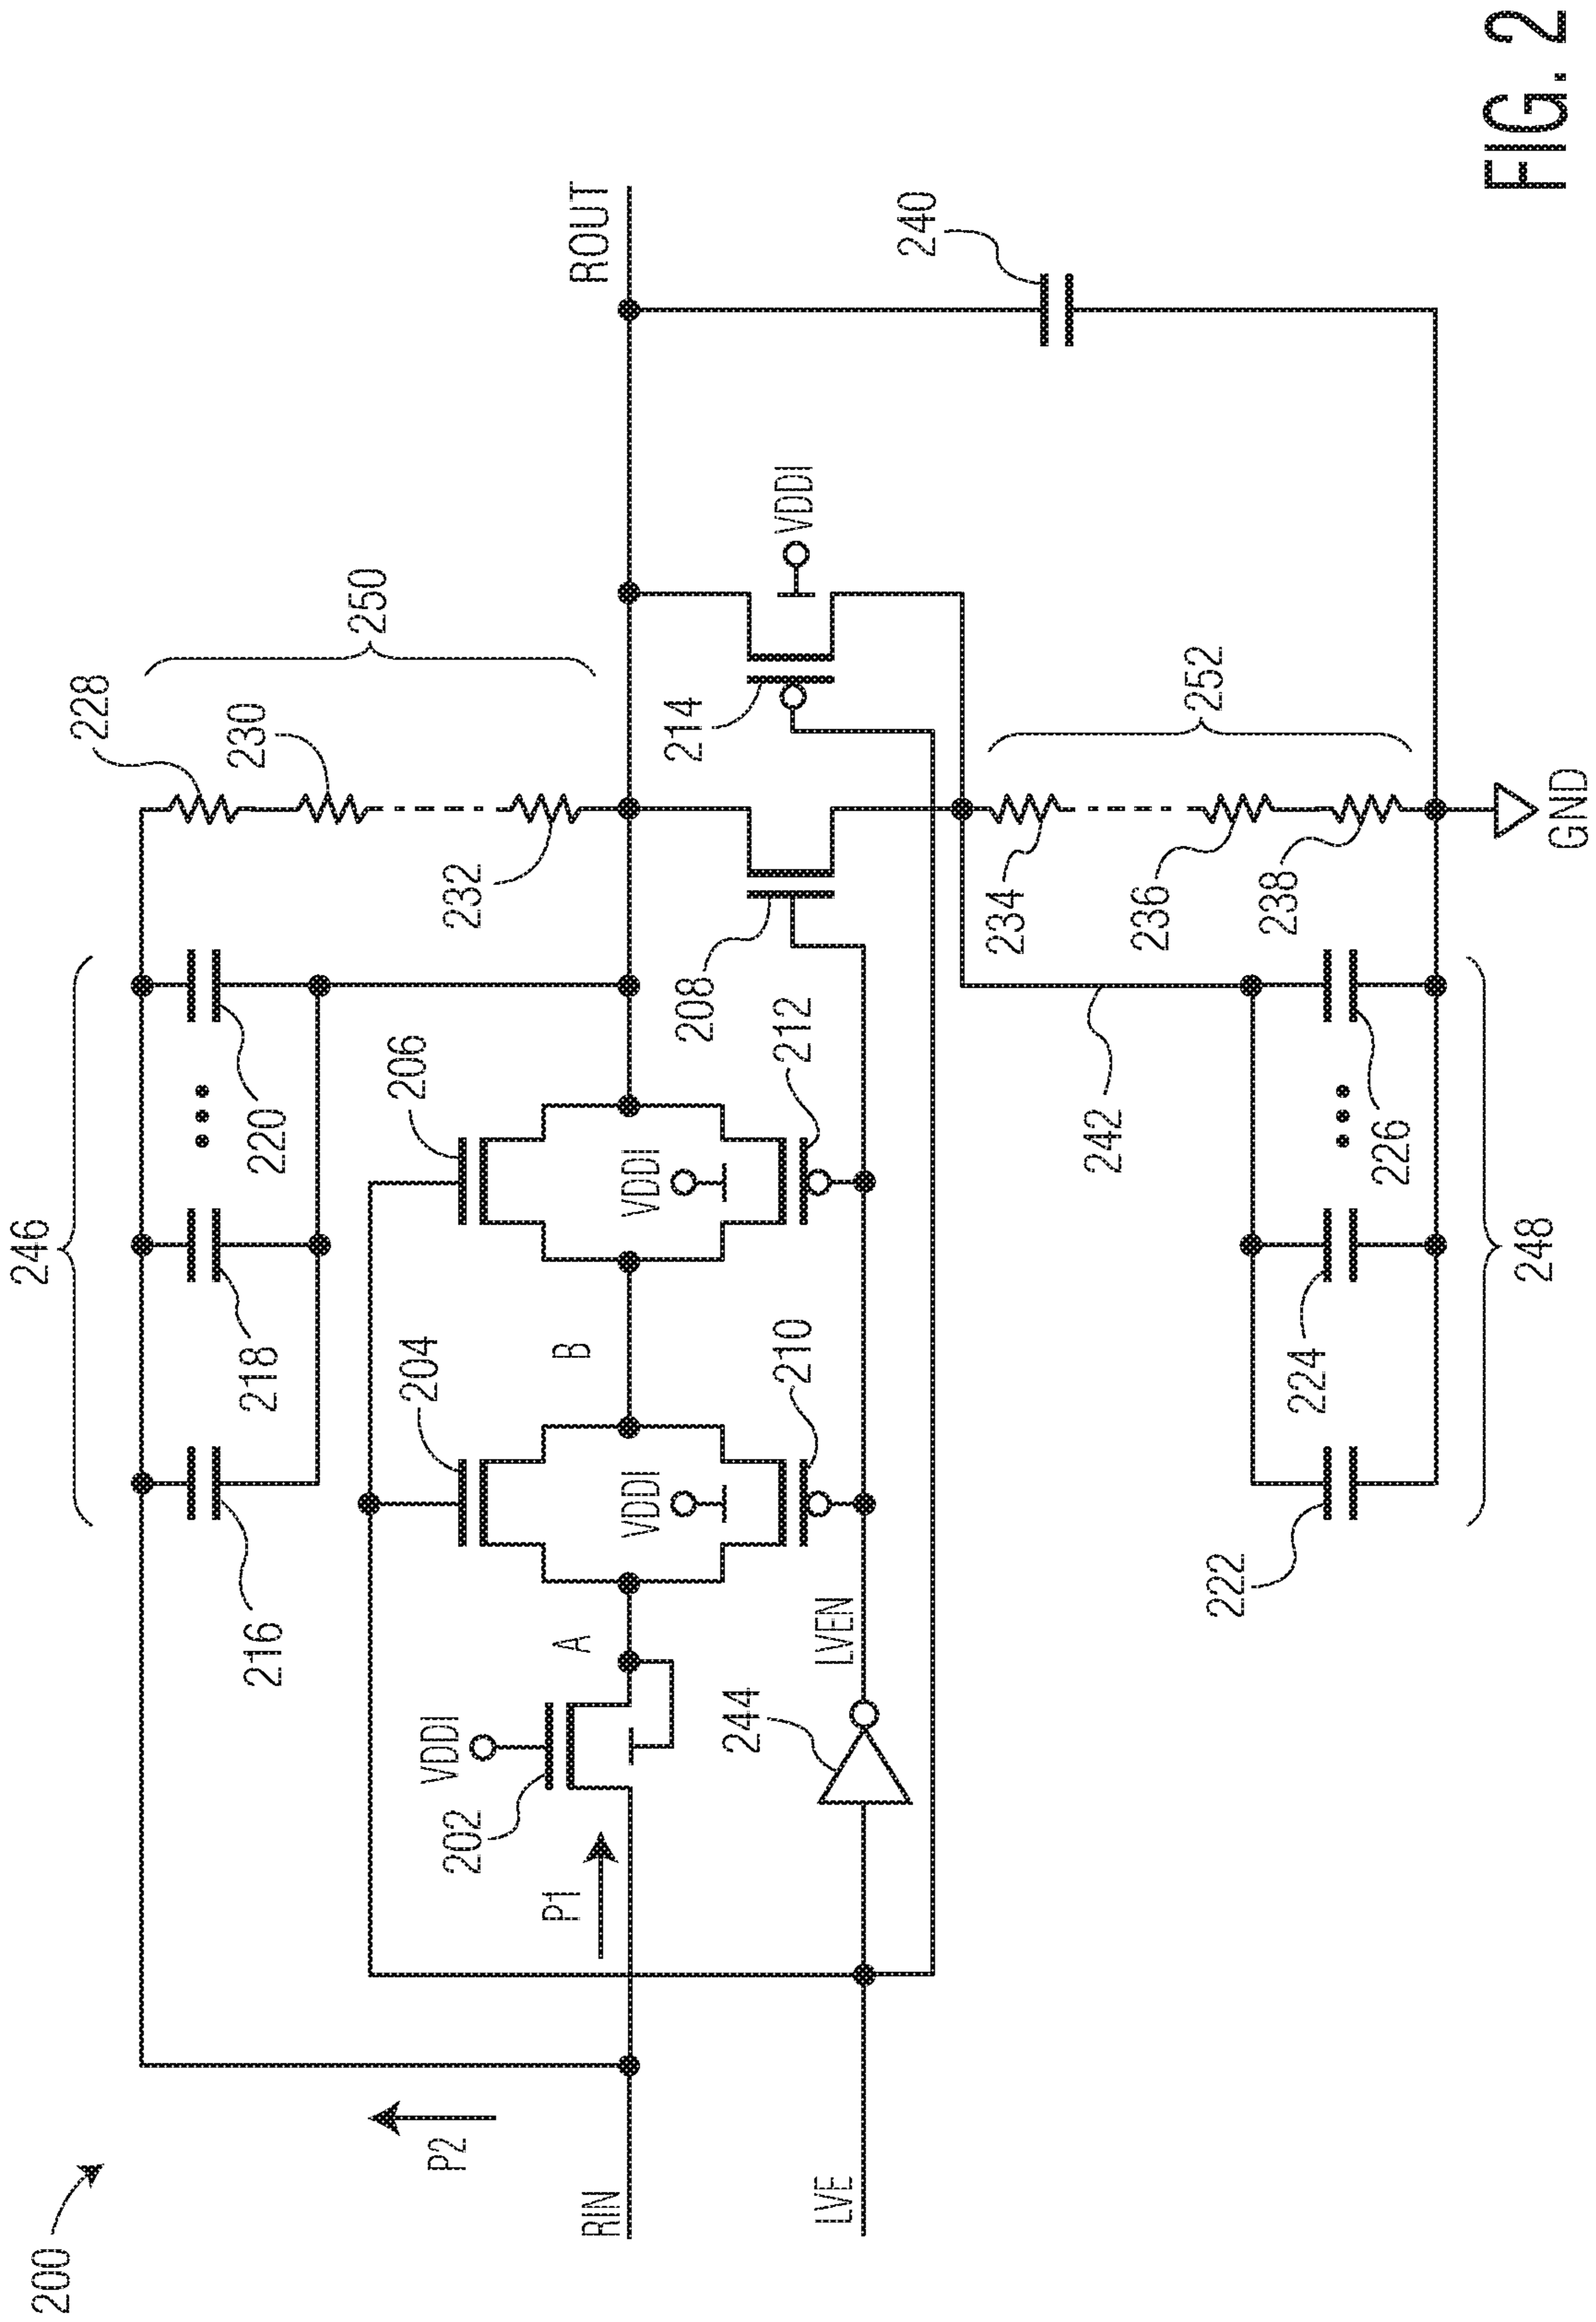 200
246
216
218
220
228
230
232
250
P2
RIN
P1
VDDI
202
A
204
VDDI
210
B
206
VDDI
212
ROUT
LVE
244
LVEN
208
214
VDDI
240
242
234
236
238
252
222
224
226
248
GND
FIG. 2